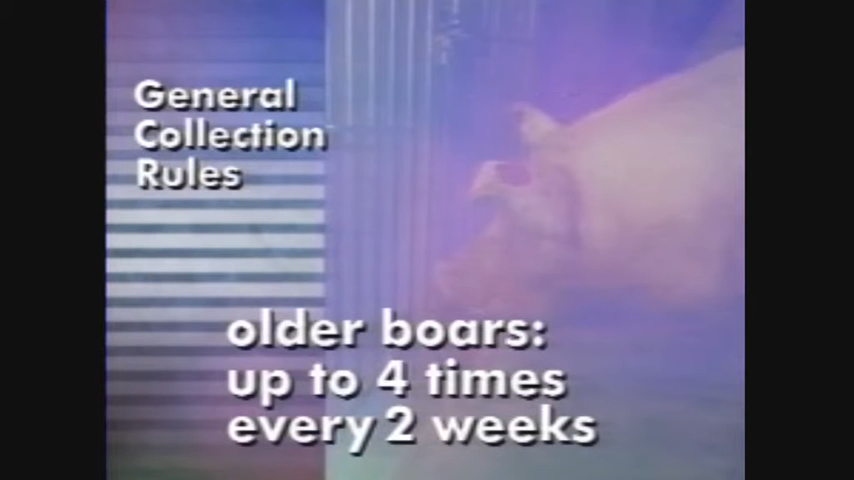 General
Collection
Rules
older boars:
up to 4 times
every 2 weeks